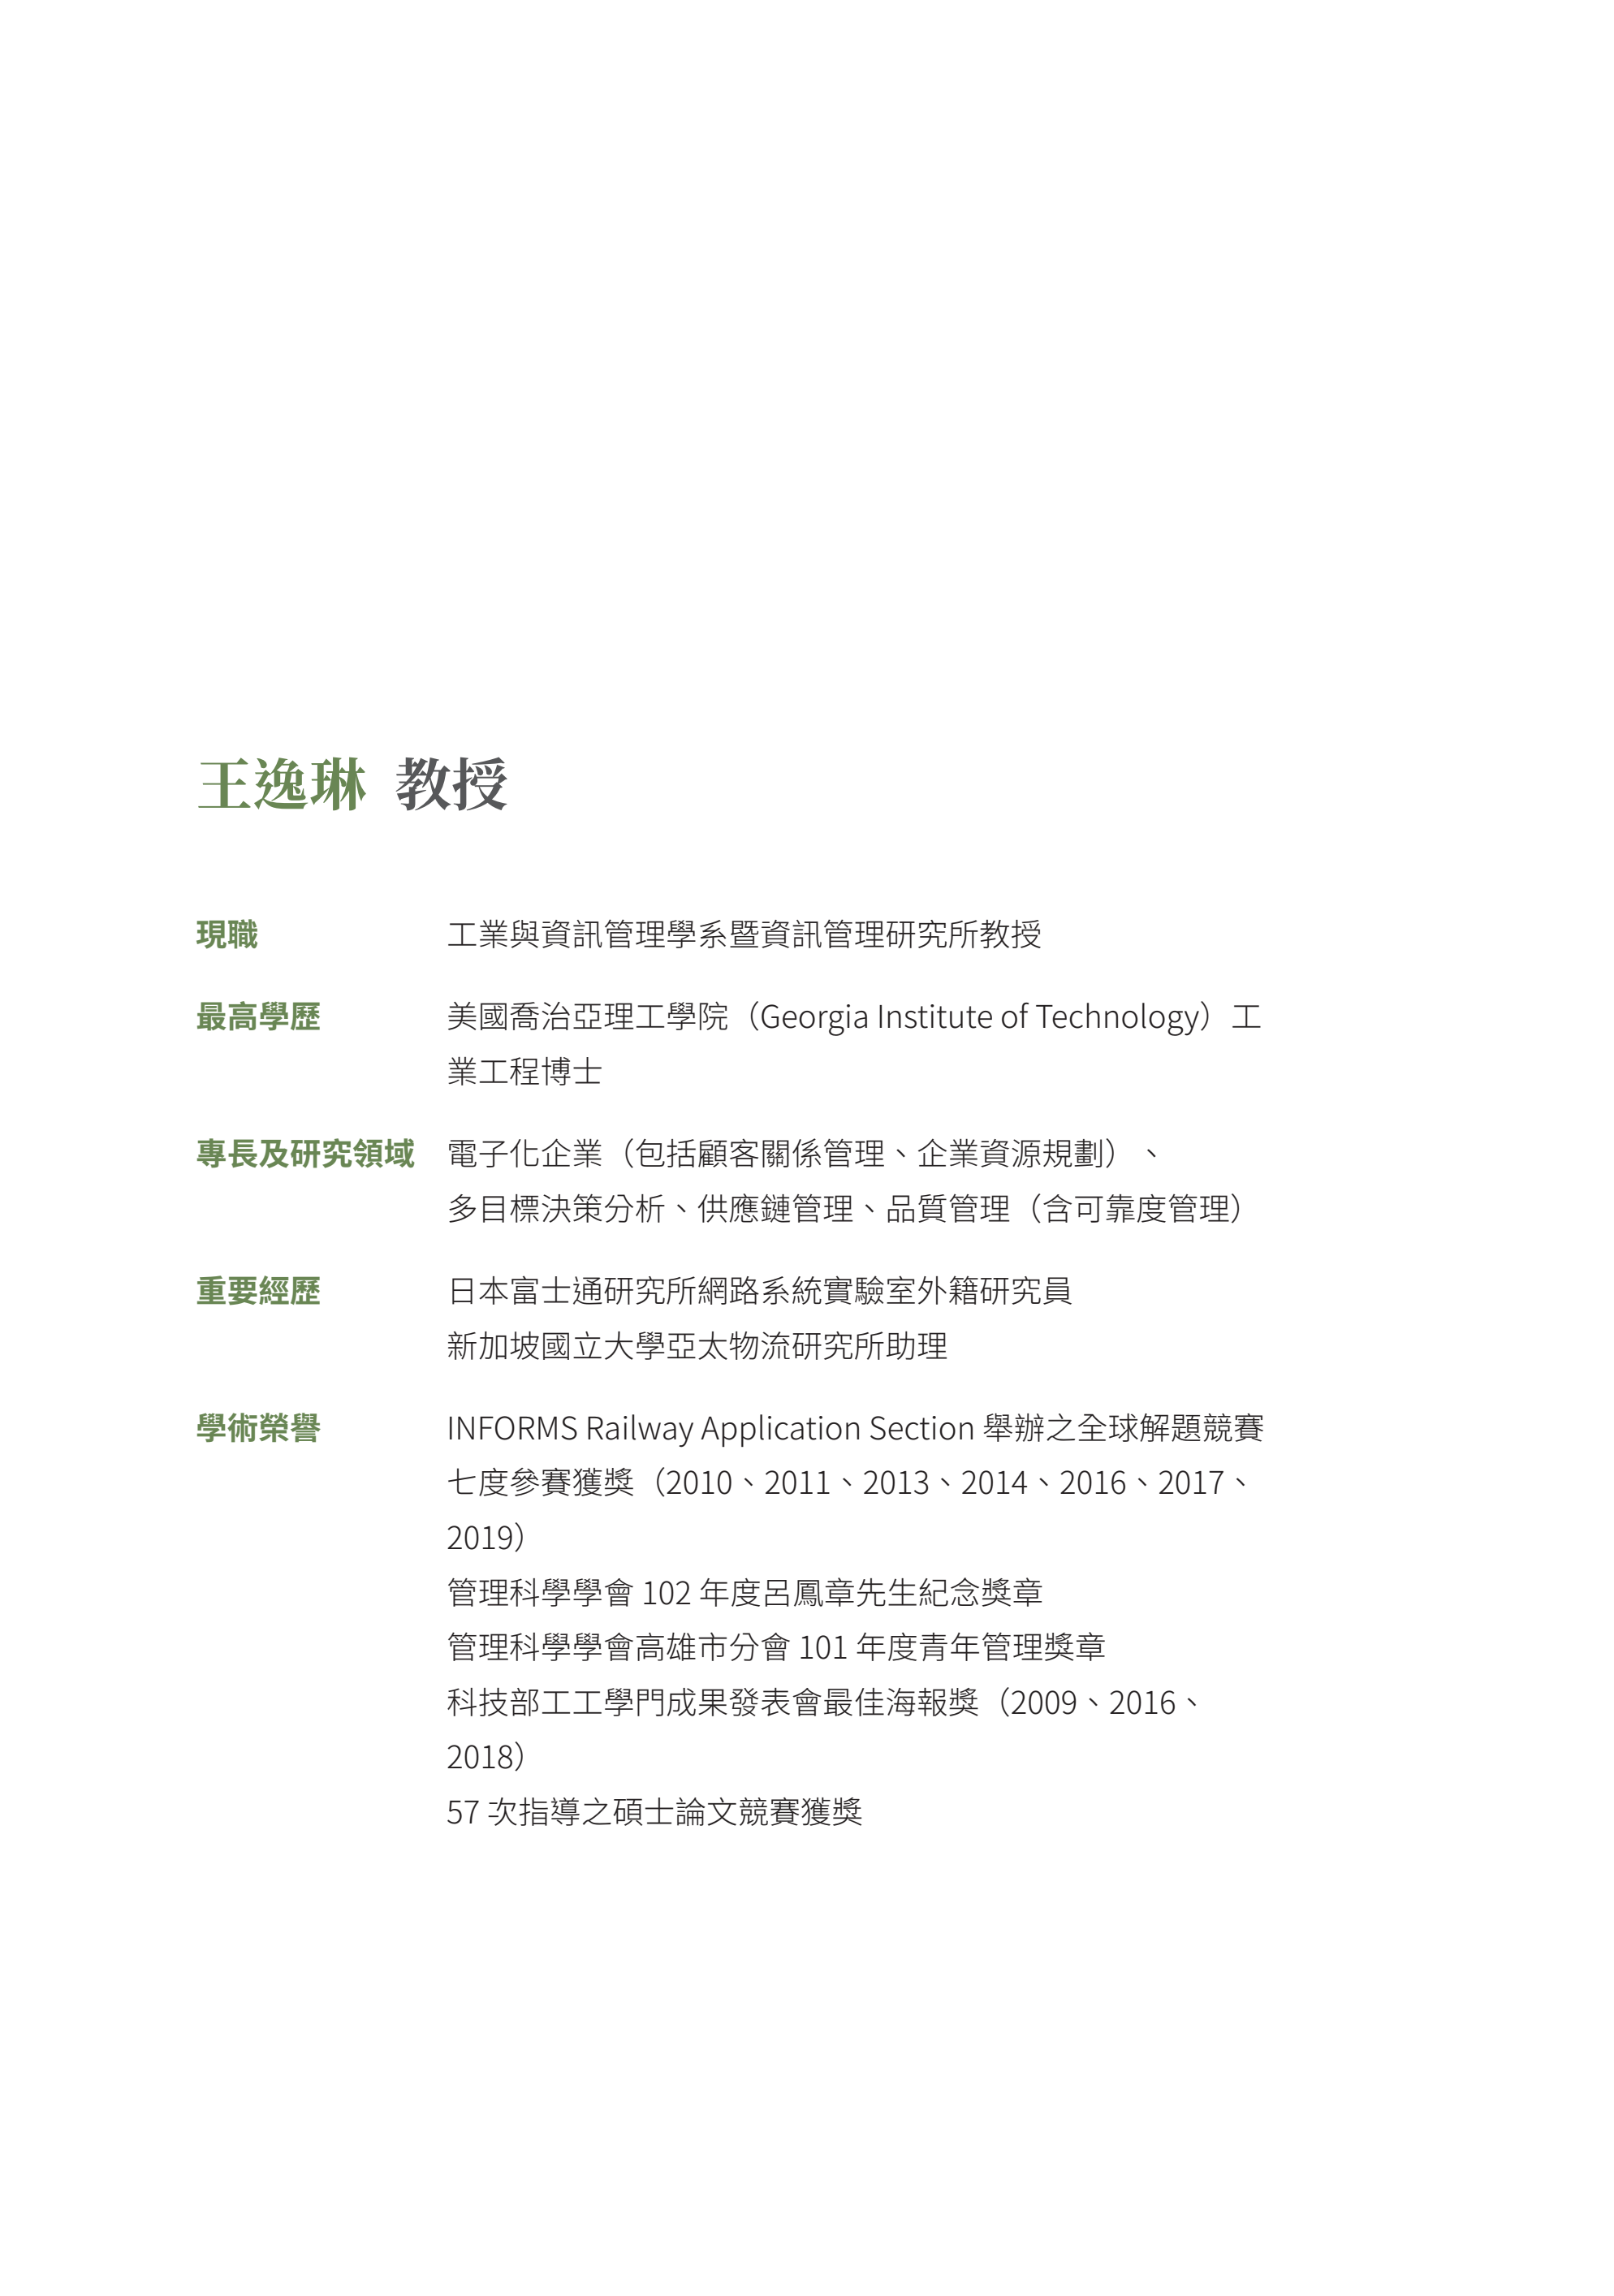 王逸琳 教授
現職 工業與資訊管理學系暨資訊管理研究所教授
最高學歷 美國喬治亞理工學院（Georgia Institute of Technology）工
業工程博士
專長及研究領域 電子化企業（包括顧客關係管理、企業資源規劃）、
多目標決策分析、供應鏈管理、品質管理（含可靠度管理）
重要經歷 日本富士通研究所網路系統實驗室外籍研究員
新加坡國立大學亞太物流研究所助理
學術榮譽 INFORMS Railway Application Section 舉辦之全球解題競賽
七度參賽獲獎（2010、2011、2013、2014、2016、2017、
2019）
管理科學學會 102 年度呂鳳章先生紀念獎章
管理科學學會高雄市分會 101 年度青年管理獎章
科技部工工學門成果發表會最佳海報獎（2009、2016、
2018）
57 次指導之碩士論文競賽獲獎